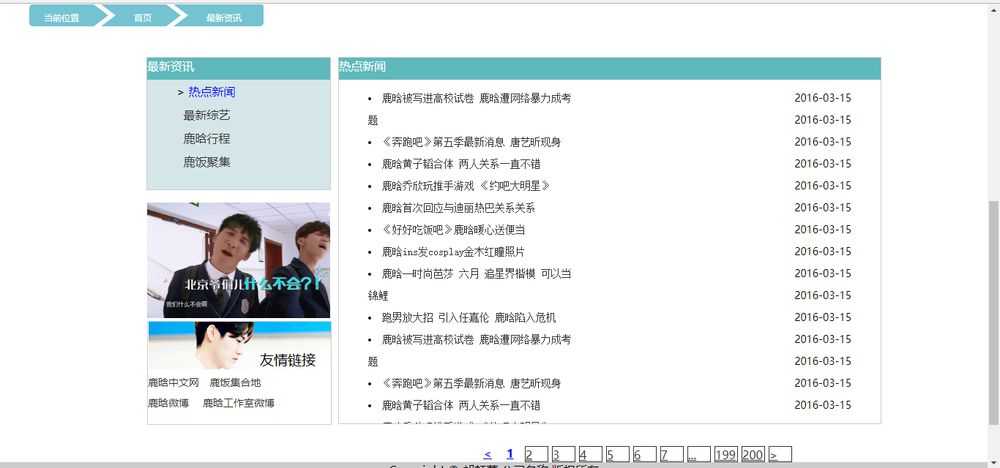 当前位置 首页 最新资讯
最新资讯
> 热点新闻
最新综艺
鹿晗行程
鹿饭聚集
北京爷们儿什么不会?!
我们什么不会啊
友情链接
鹿晗中文网 鹿饭集合地
鹿晗微博 鹿晗工作室微博
热点新闻
• 鹿晗被写进高校试卷 鹿晗遭网络暴力成考 2016-03-15
题 2016-03-15
• 《奔跑吧》第五季最新消息 唐艺昕现身 2016-03-15
• 鹿晗黄子韬合体 两人关系一直不错 2016-03-15
• 鹿晗乔欣玩推手游戏 《约吧大明星》 2016-03-15
• 鹿晗首次回应与迪丽热巴关系关系 2016-03-15
• 《好好吃饭吧》鹿晗暖心送便当 2016-03-15
• 鹿晗ins发cosplay金木红瞳照片 2016-03-15
• 鹿晗一时尚芭莎 六月 追星界楷模 可以当 2016-03-15
锦鲤 2016-03-15
• 跑男放大招 引入任嘉伦 鹿晗陷入危机 2016-03-15
• 鹿晗被写进高校试卷 鹿晗遭网络暴力成考 2016-03-15
题 2016-03-15
• 《奔跑吧》第五季最新消息 唐艺昕现身 2016-03-15
• 鹿晗黄子韬合体 两人关系一直不错 2016-03-15
< 1 2 3 4 5 6 7 ... 199 200 >